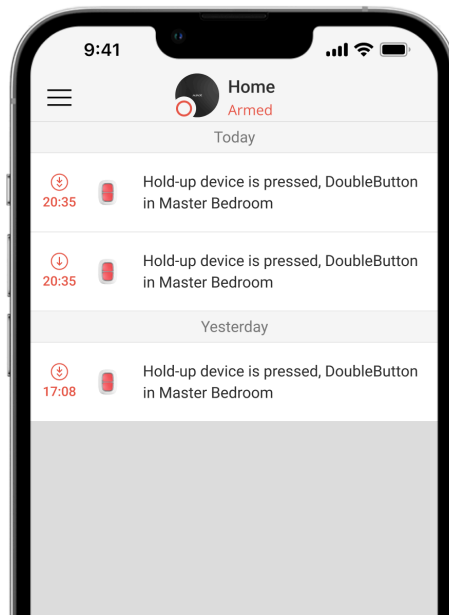 9:41
Home
Armed
Today
20:35
Hold-up device is pressed, DoubleButton
in Master Bedroom
20:35
Hold-up device is pressed, DoubleButton
in Master Bedroom
Yesterday
17:08
Hold-up device is pressed, DoubleButton
in Master Bedroom